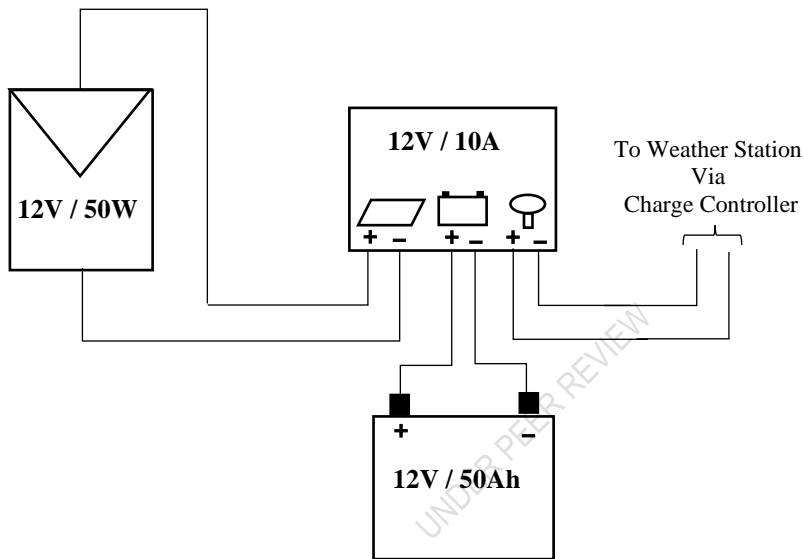 12V / 10A
To Weather Station
Via
Charge Controller
12V / 50W
+ – + – + –
+ –
12V / 50Ah
UNDER PEER REVIEW